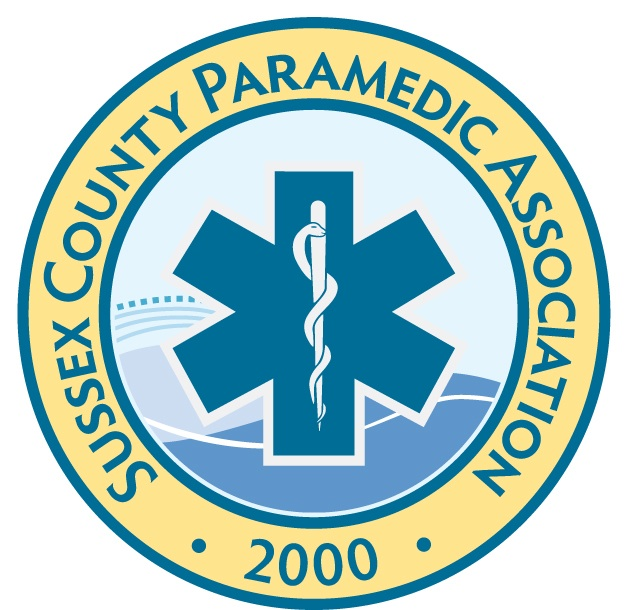 SUSSEX COUNTY PARAMEDIC ASSOCIATION
• 2000 •